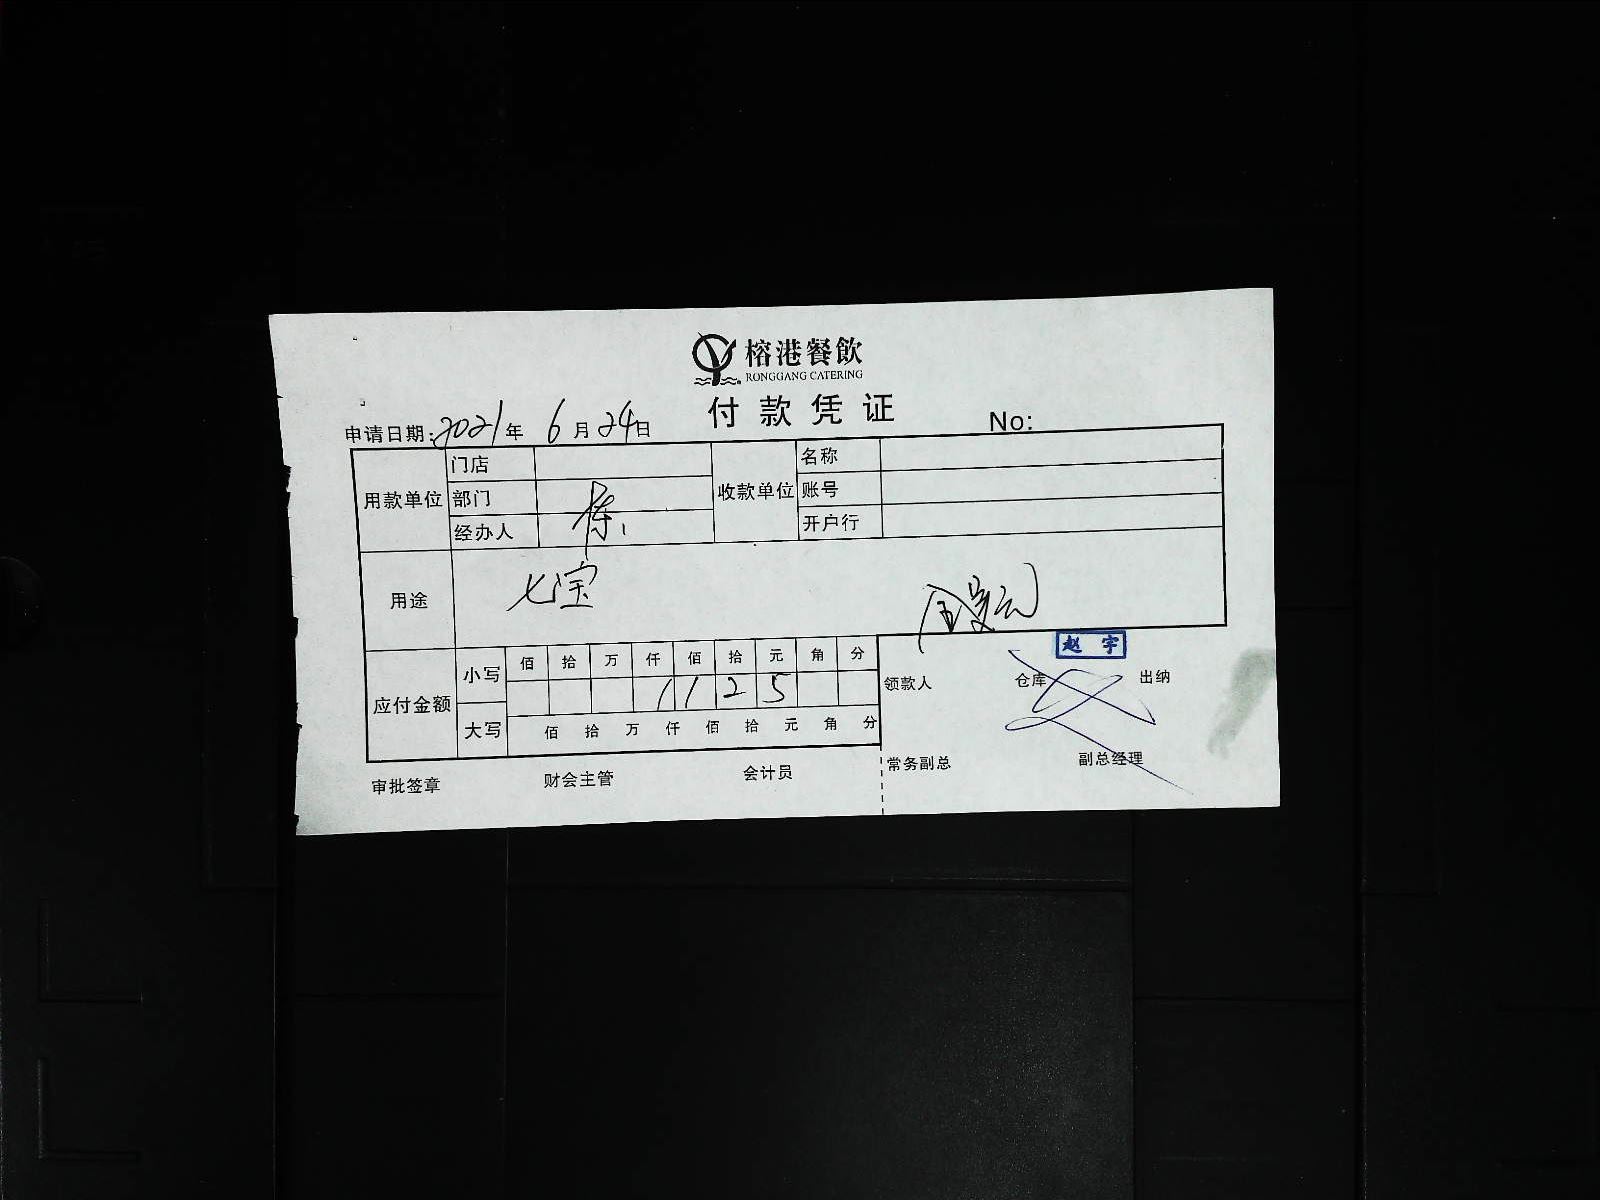 榕港餐飲
RONGGANG CATERING
付款凭证
申请日期:2021年 6月24日 No:
用款单位 门店 收款单位 名称
部门 账号
经办人 陈 开户行
用途 七宝
应付金额 小写 佰 拾 万 仟 佰 拾 元 角 分
1 1 2 5
大写 佰 拾 万 仟 佰 拾 元 角 分
赵宇
领款人 仓库 出纳
审批签章 财会主管 会计员 常务副总 副总经理